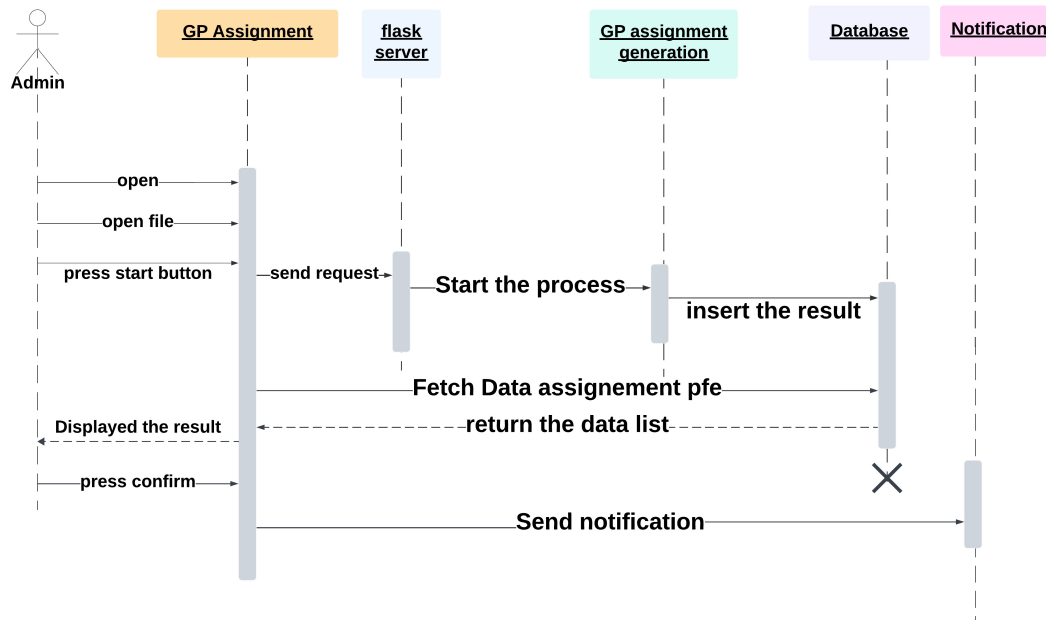 GP Assignment
flask
server
GP assignment
generation
Database
Notification
Admin
open
open file
press start button
send request
Start the process
insert the result
Fetch Data assignement pfe
return the data list
Displayed the result
press confirm
Send notification